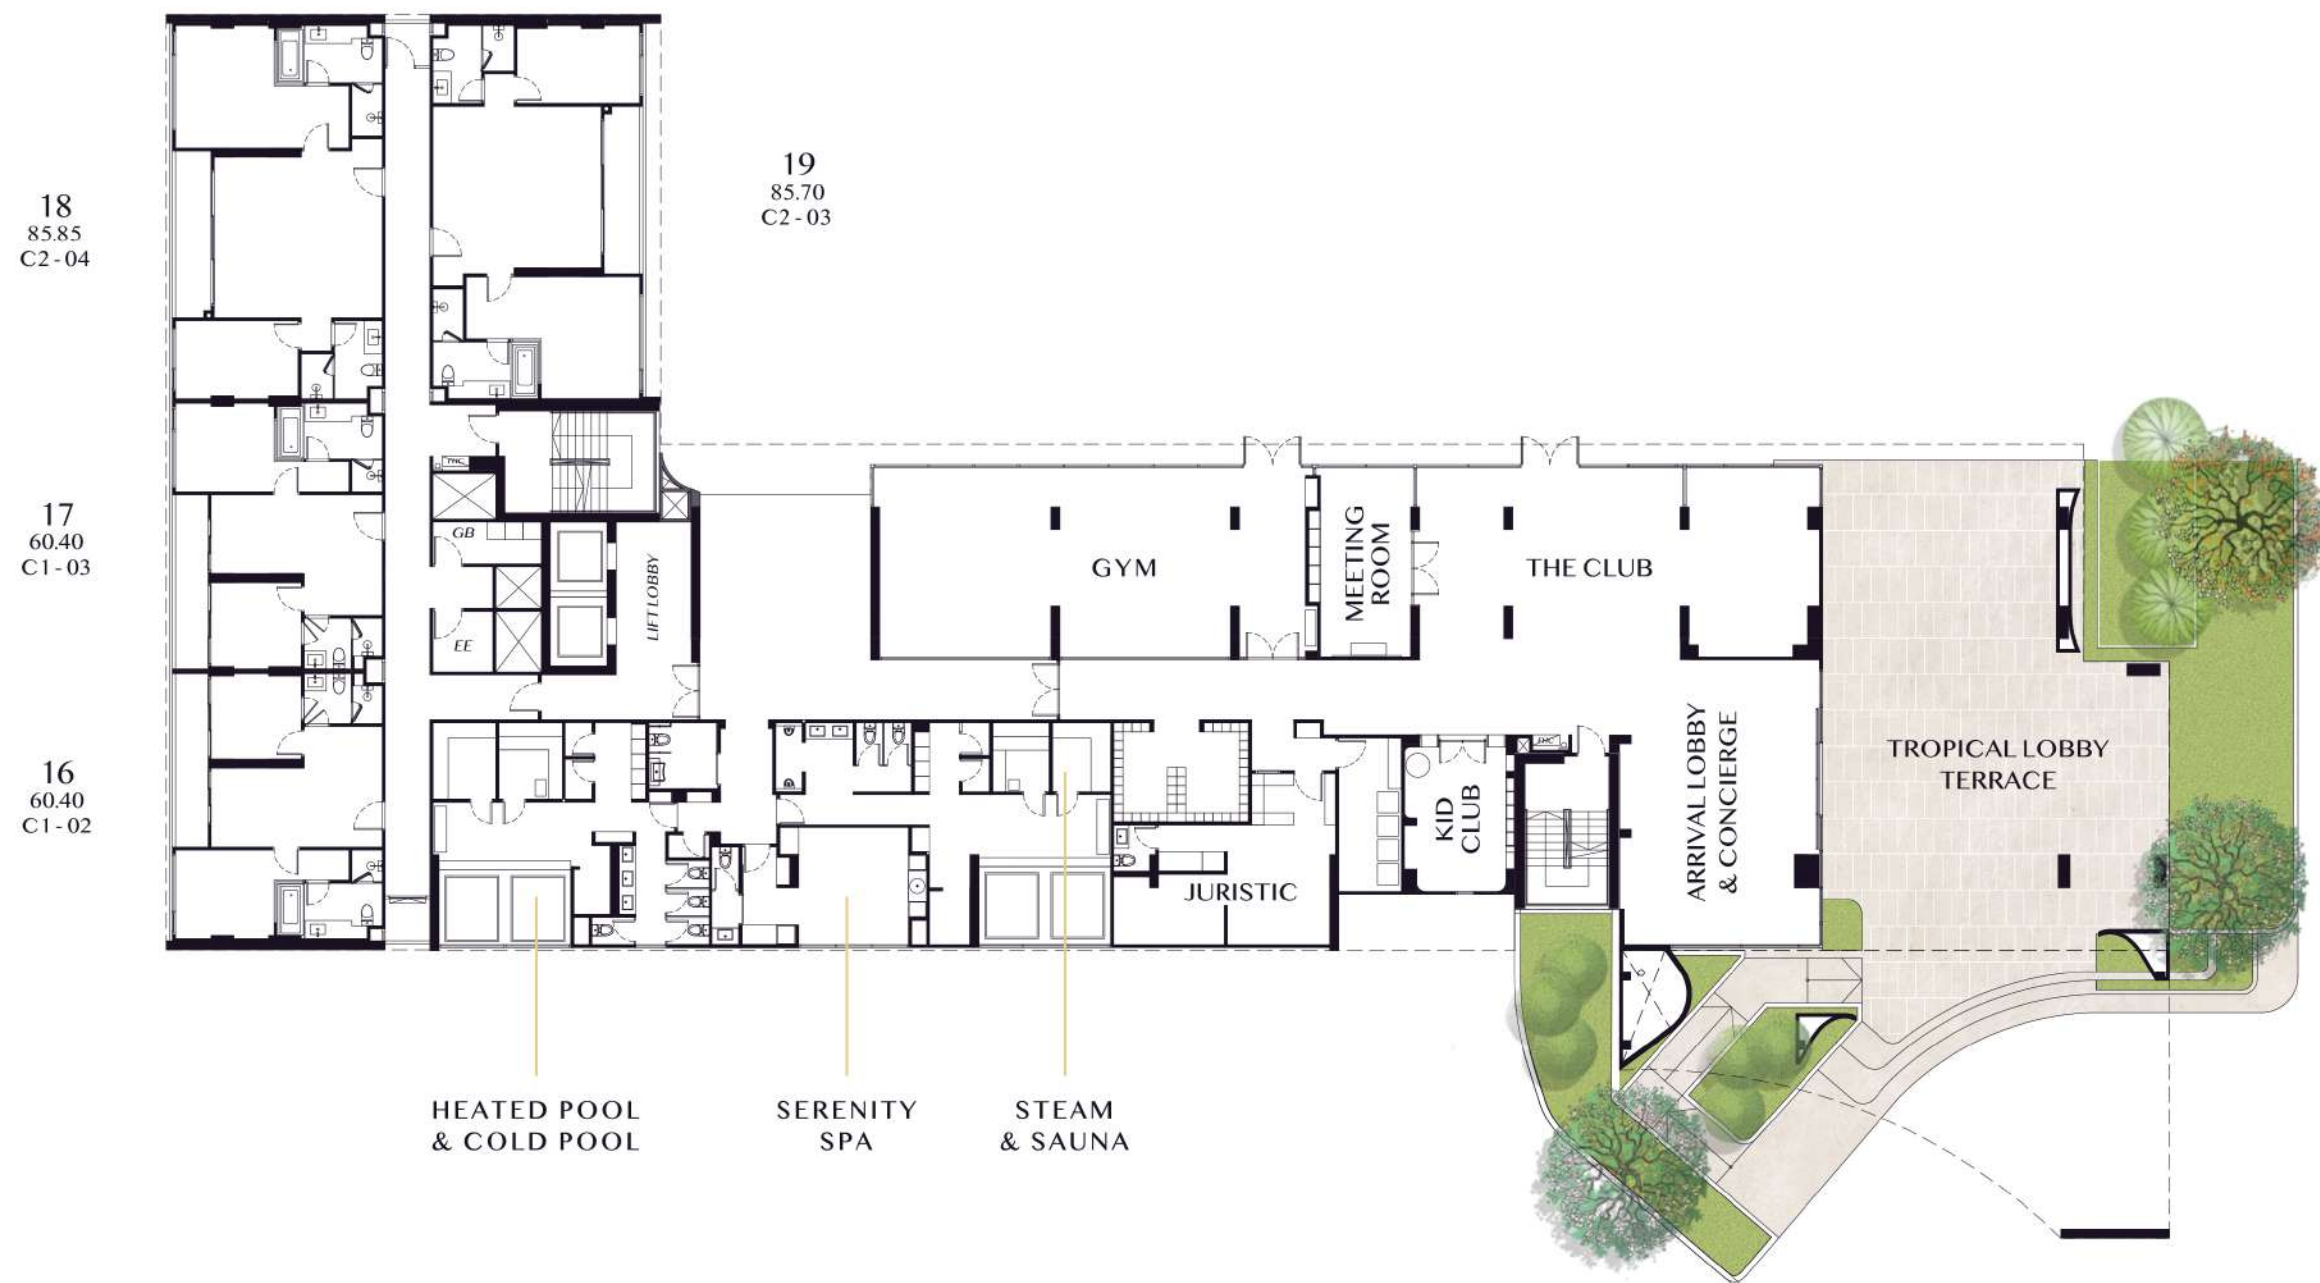 18
85.85
C2 - 04
19
85.70
C2 - 03
17
60.40
C1 - 03
16
60.40
C1 - 02
GB
EE
LIFT LOBBY
GYM
MEETING
ROOM
THE CLUB
KID
CLUB
JURISTIC
ARRIVAL LOBBY
& CONCIERGE
TROPICAL LOBBY
TERRACE
HEATED POOL
& COLD POOL
SERENITY
SPA
STEAM
& SAUNA